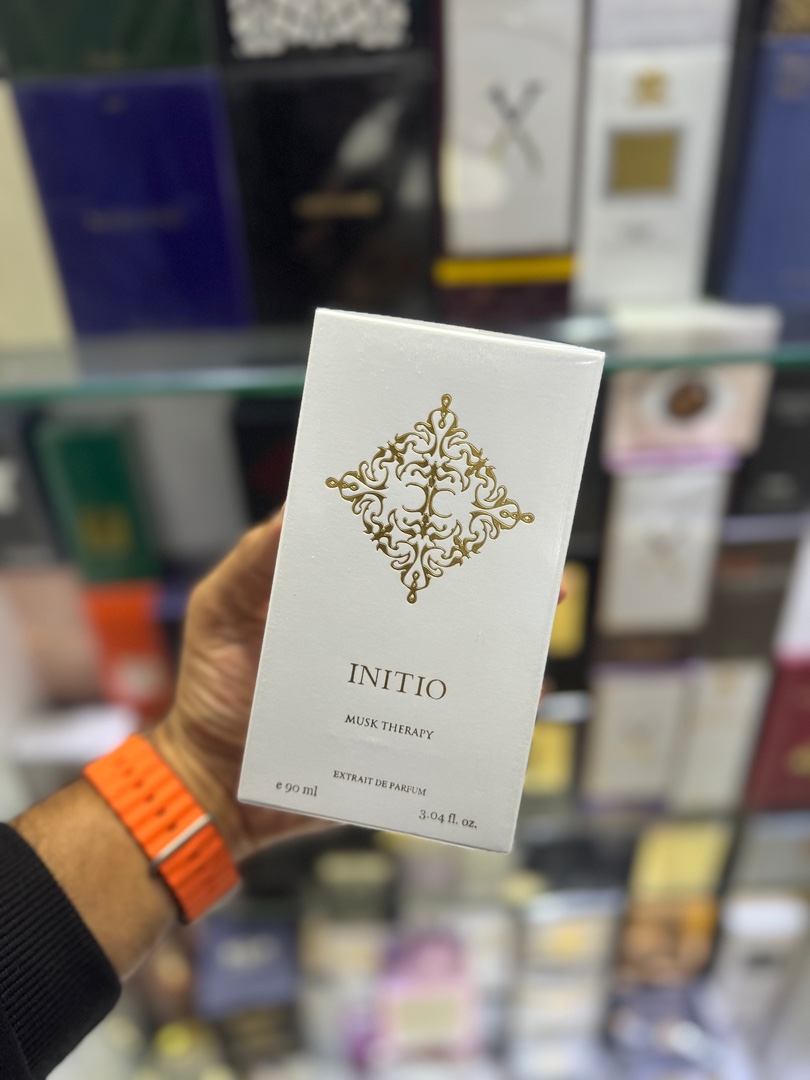 INITIO
MUSK THERAPY
EXTRAIT DE PARFUM
e 90 ml
3.04 fl. oz.